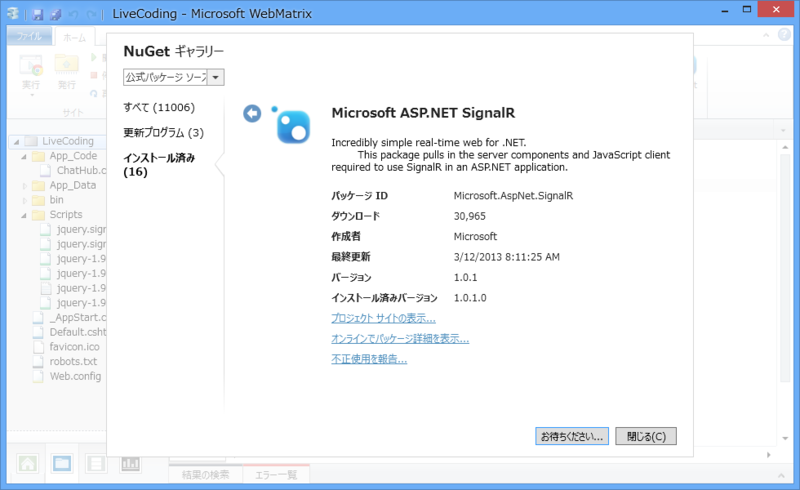 LiveCoding - Microsoft WebMatrix
ファイル
ホーム
実行
発行
サイト
NuGet ギャラリー
公式パッケージ ソース
すべて (11006)
更新プログラム (3)
インストール済み
(16)
Microsoft ASP.NET SignalR
Incredibly simple real-time web for .NET.
This package pulls in the server components and JavaScript client
required to use SignalR in an ASP.NET application.
パッケージ ID
Microsoft.AspNet.SignalR
ダウンロード
30,965
作成者
Microsoft
最終更新
3/12/2013 8:11:25 AM
バージョン
1.0.1
インストール済みバージョン
1.0.1.0
プロジェクト サイトの表示...
オンラインでパッケージ詳細を表示...
不正使用を報告...
お待ちください...
閉じる(C)
LiveCoding
App_Code
ChatHub.c
App_Data
bin
Scripts
jquery.sign
jquery.sign
jquery-1.9
jquery-1.9
jquery-1.9
jquery-1.9
_AppStart.c
Default.csht
favicon.ico
robots.txt
Web.config
結果の検索
エラー一覧